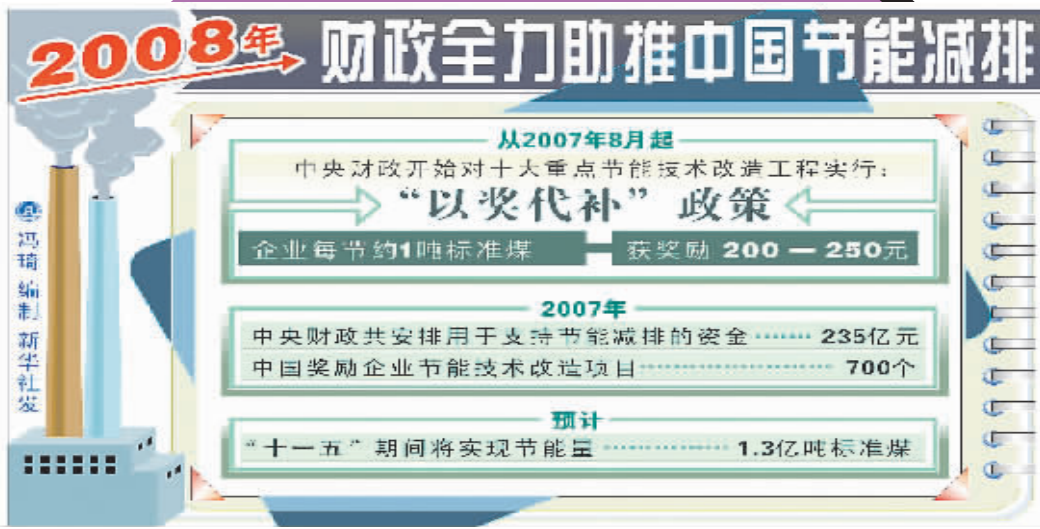 2008年 财政全力助推中国节能减排
从2007年8月起
中央财政开始对十大重点节能技术改造工程实行：
“以奖代补”政策
企业每节约1吨标准煤 获奖励 200 — 250元
2007年
中央财政共安排用于支持节能减排的资金 ········ 235亿元
中国奖励企业节能技术改造项目 ························ 700个
预计
“十一五”期间将实现节能量 ··············· 1.3亿吨标准煤
冯琦 编制 新华社发